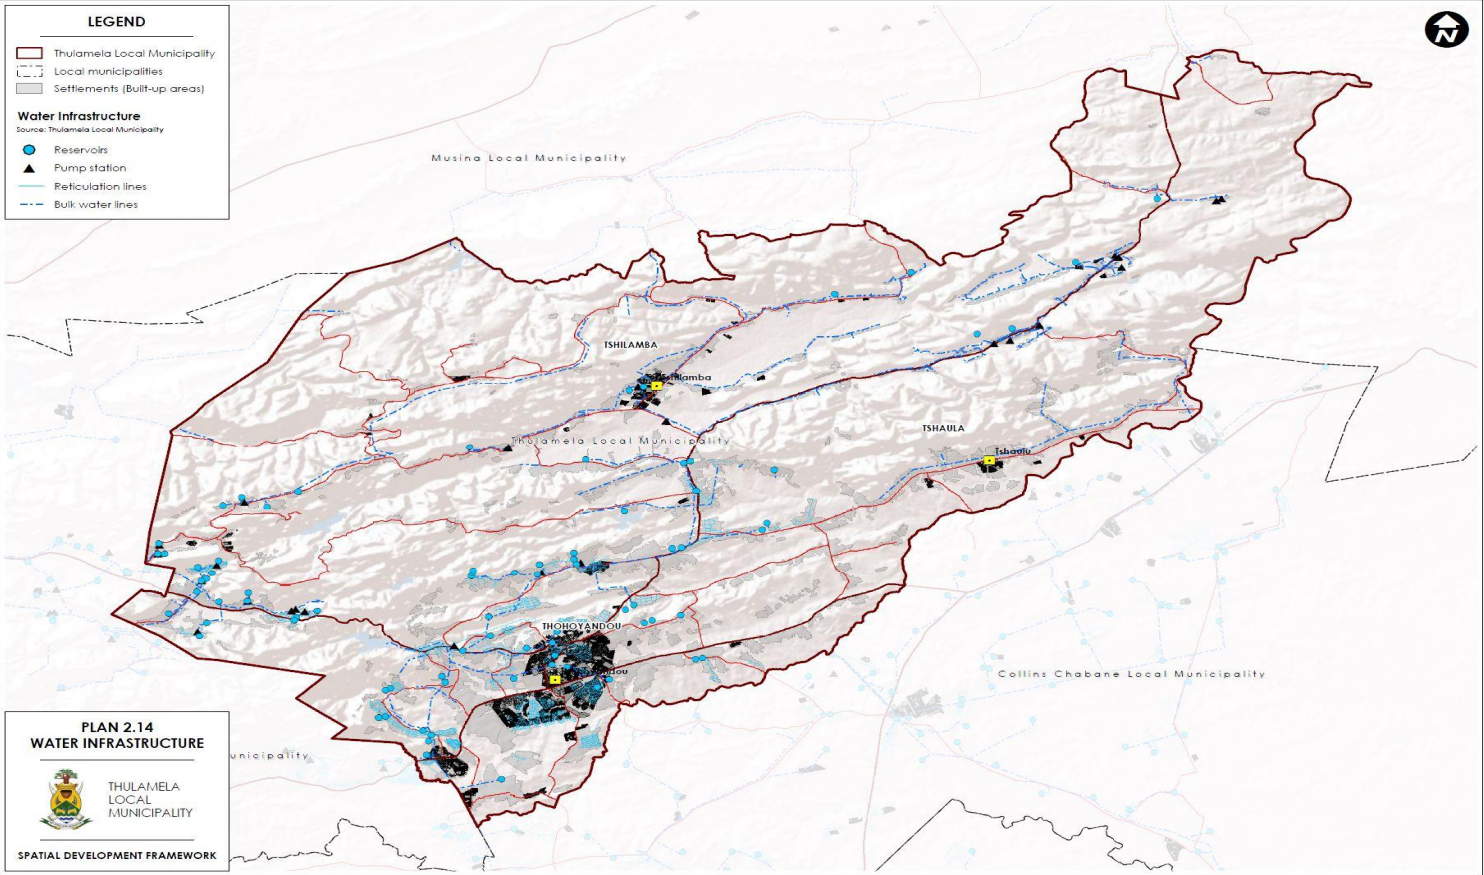 LEGEND
Thulamela Local Municipality
Local municipalities
Settlements (Built-up areas)
Water Infrastructure
Source: Thulamela Local Municipality
Reservoirs
Pump station
Reticulation lines
Bulk water lines
N
Musina Local Municipality
TSHILAMBA
Thulamela Local Municipality
TSHAULA
Tshaulu
THOHOYANDOU
Collins Chabane Local Municipality
PLAN 2.14
WATER INFRASTRUCTURE
THULAMELA
LOCAL
MUNICIPALITY
SPATIAL DEVELOPMENT FRAMEWORK